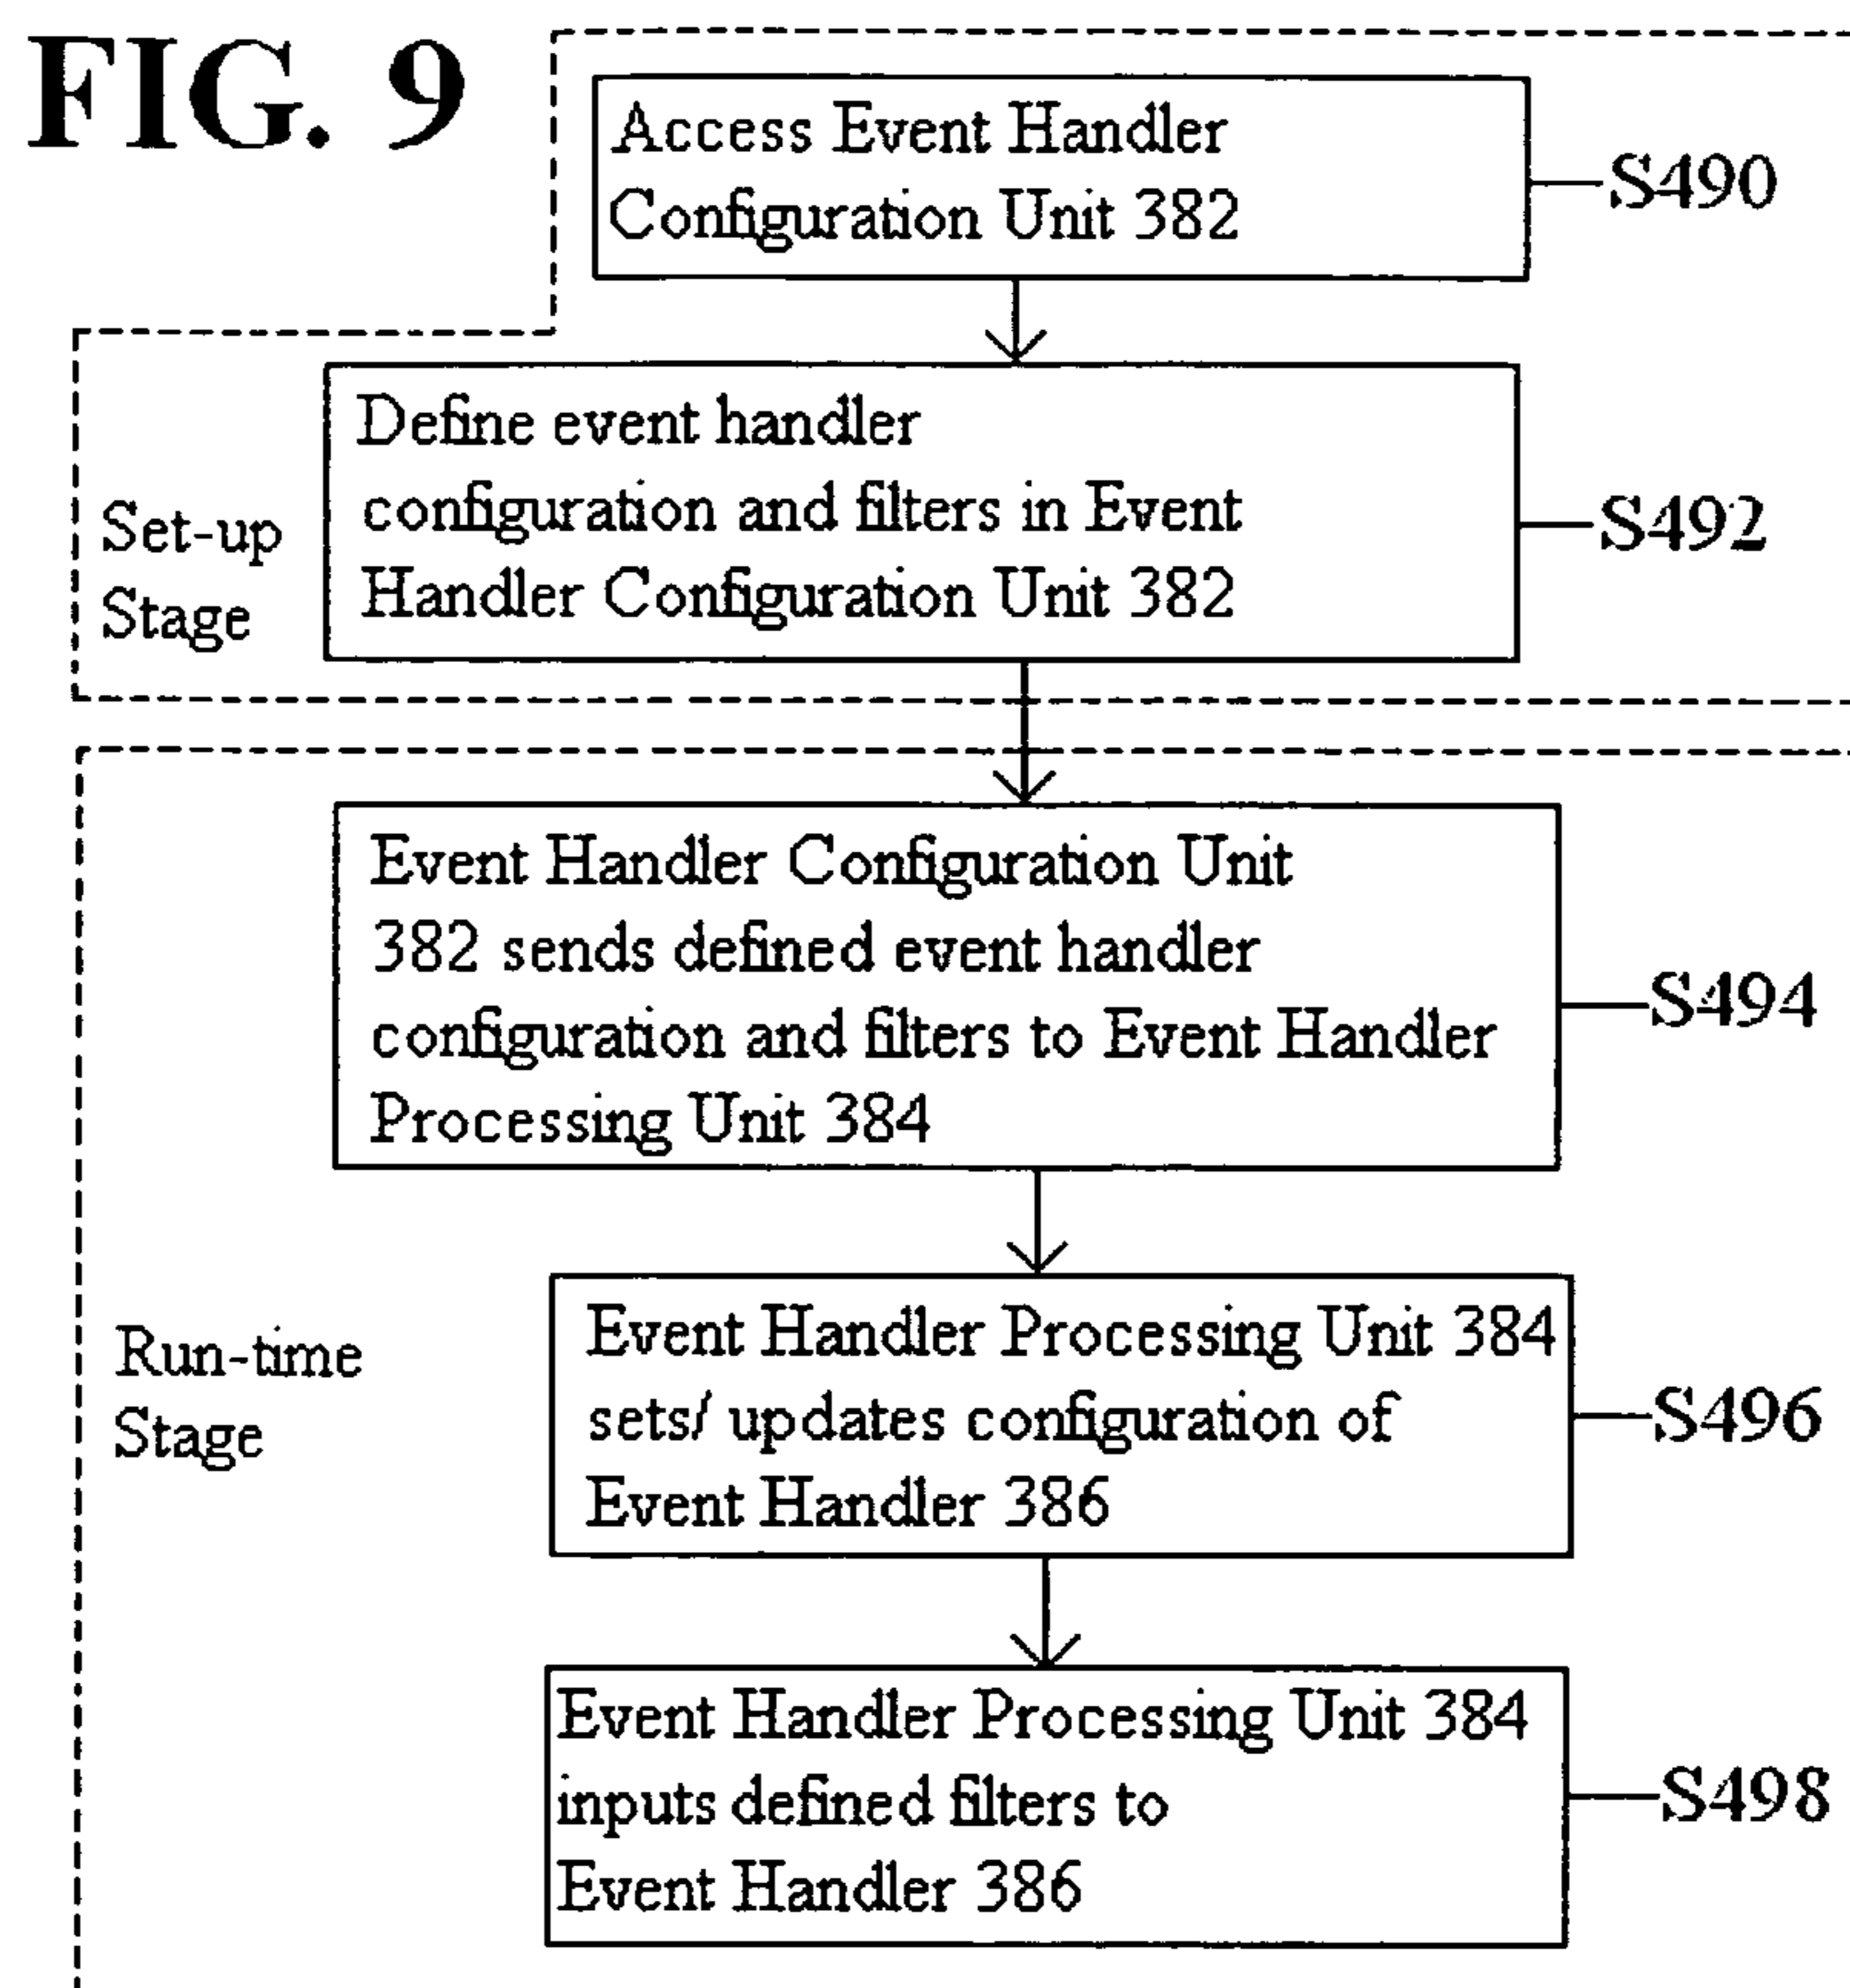 FIG. 9
Access Event Handler
Configuration Unit 382
S490
Define event handler
configuration and filters in Event
Handler Configuration Unit 382
S492
Set-up
Stage
Event Handler Configuration Unit
382 sends defined event handler
configuration and filters to Event Handler
Processing Unit 384
S494
Event Handler Processing Unit 384
sets/ updates configuration of
Event Handler 386
S496
Run-time
Stage
Event Handler Processing Unit 384
inputs defined filters to
Event Handler 386
S498